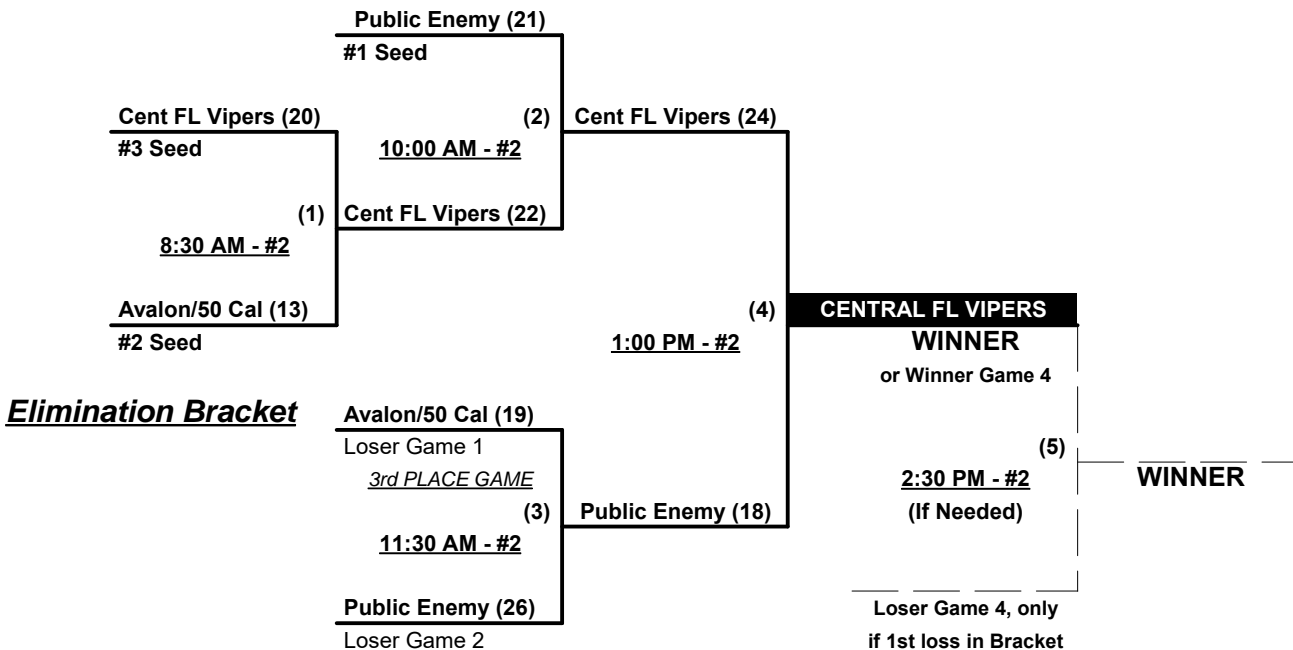 Public Enemy (21)
#1 Seed
Cent FL Vipers (20)
(2)
Cent FL Vipers (24)
#3 Seed
10:00 AM - #2
(1)
Cent FL Vipers (22)
8:30 AM - #2
Avalon/50 Cal (13)
(4)
CENTRAL FL VIPERS
#2 Seed
1:00 PM - #2
WINNER
or Winner Game 4
Elimination Bracket
Avalon/50 Cal (19)
Loser Game 1
(5)
3rd PLACE GAME
2:30 PM - #2
WINNER
(3)
Public Enemy (18)
(If Needed)
11:30 AM - #2
Public Enemy (26)
Loser Game 4, only
Loser Game 2
if 1st loss in Bracket